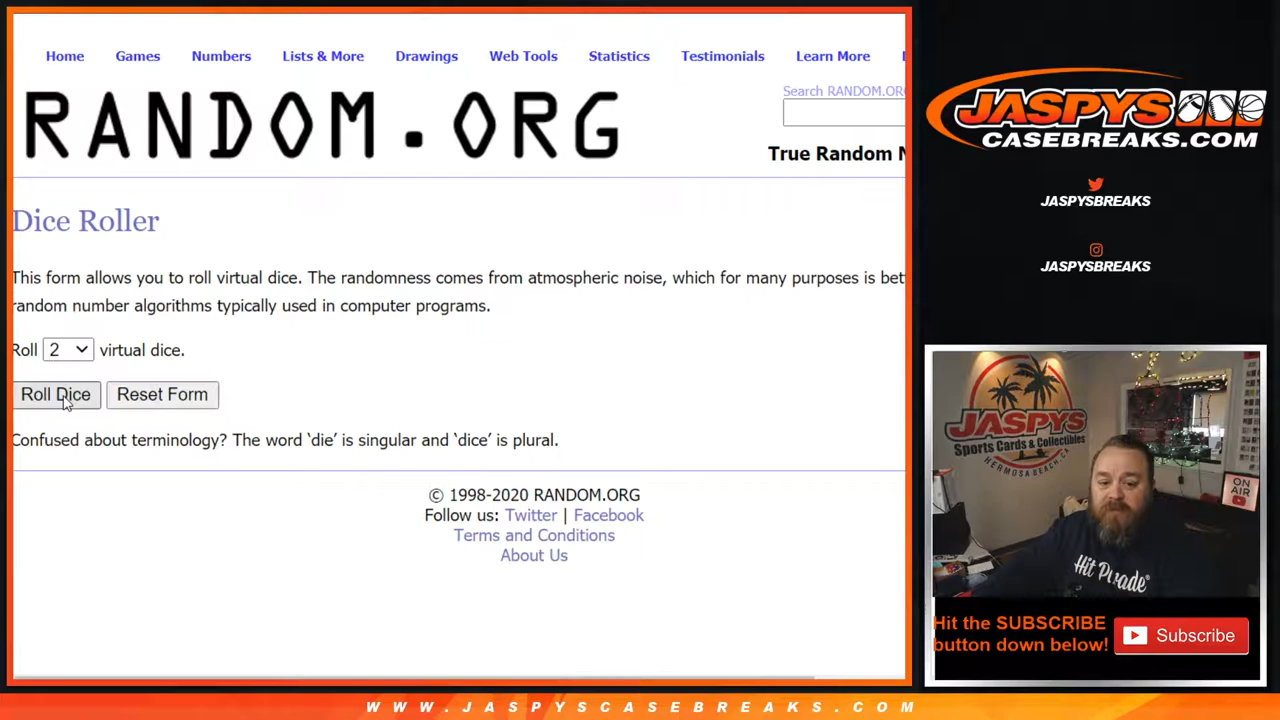 Home Games Numbers Lists & More Drawings Web Tools Statistics Testimonials Learn More
RANDOM.ORG
Search RANDOM.ORG
True Random N
Dice Roller
This form allows you to roll virtual dice. The randomness comes from atmospheric noise, which for many purposes is bet
random number algorithms typically used in computer programs.
Roll 2 virtual dice.
Roll Dice Reset Form
Confused about terminology? The word ‘die’ is singular and ‘dice’ is plural.
© 1998-2020 RANDOM.ORG
Follow us: Twitter | Facebook
Terms and Conditions
About Us
JASPYS
CASEBREAKS.COM
JASPYSBREAKS
JASPYSBREAKS
JASPYS
Sports Cards & Collectibles
HERMOSA BEACH, CA
ON
AIR
Hit Parade
Hit the SUBSCRIBE
button down below!
Subscribe
WWW.JASPYSCASEBREAKS.COM